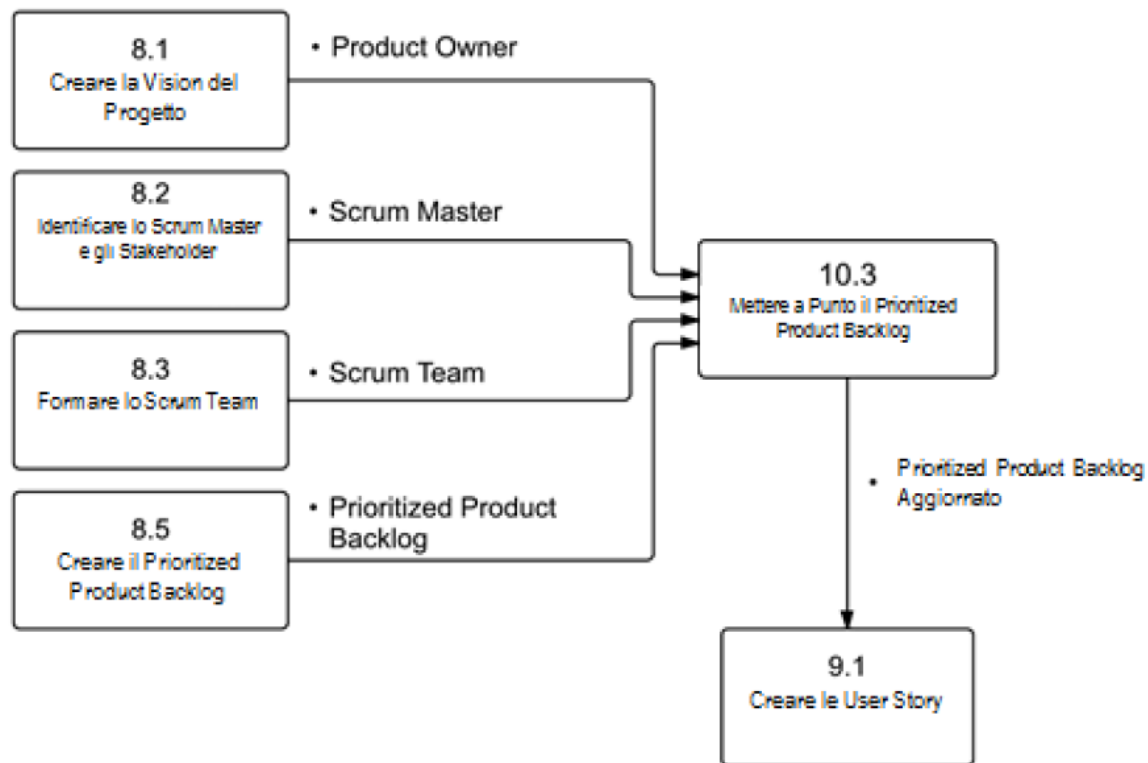 8.1
Creare la Vision del
Progetto
• Product Owner
8.2
Identificare lo Scrum Master
e gli Stakeholder
• Scrum Master
8.3
Formare lo Scrum Team
• Scrum Team
8.5
Creare il Prioritized
Product Backlog
• Prioritized Product
Backlog
10.3
Mettere a Punto il Prioritized
Product Backlog
• Prioritized Product Backlog
Aggiornato
9.1
Creare le User Story